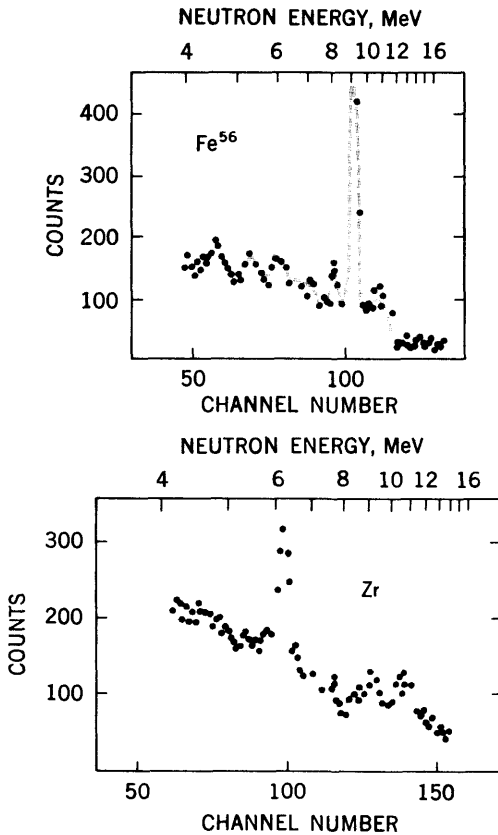 NEUTRON ENERGY, MeV
4 6 8 10 12 16
400
300
200
100
Fe56
COUNTS
50 100
CHANNEL NUMBER
NEUTRON ENERGY, MeV
4 6 8 10 12 16
300
200
100
Zr
COUNTS
50 100 150
CHANNEL NUMBER